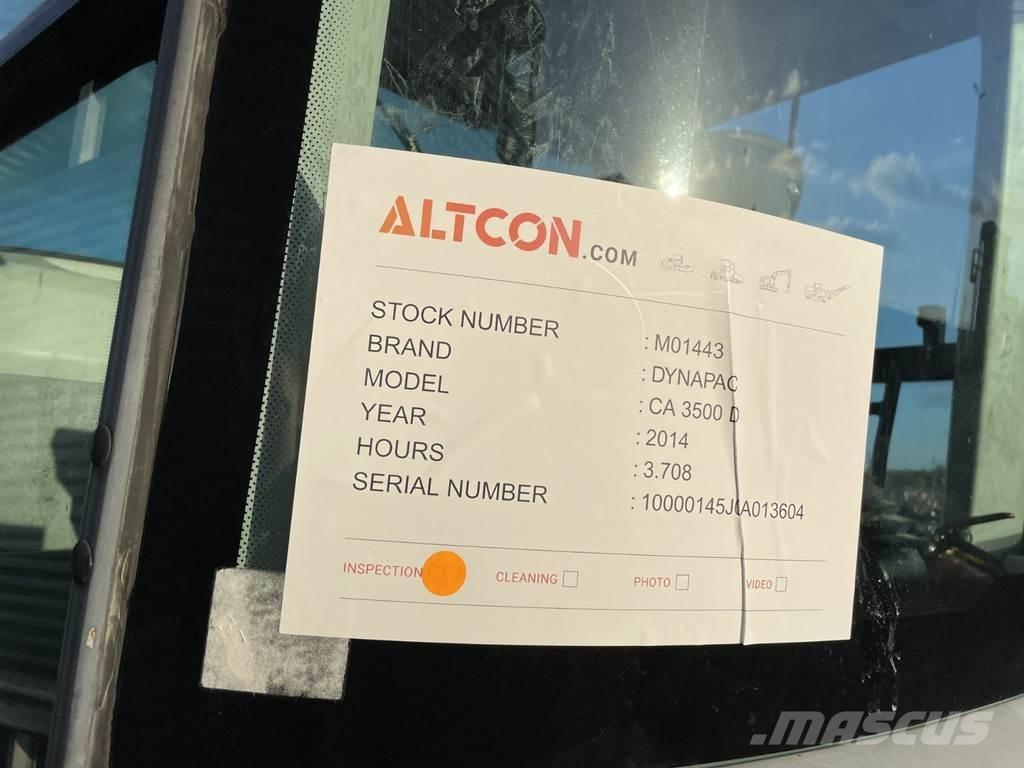 ALTCON.COM
STOCK NUMBER : M01443
BRAND : DYNAPAC
MODEL : CA 3500 D
YEAR : 2014
HOURS : 3.708
SERIAL NUMBER : 10000145J0A013604
INSPECTION CLEANING PHOTO VIDEO
MASCUS